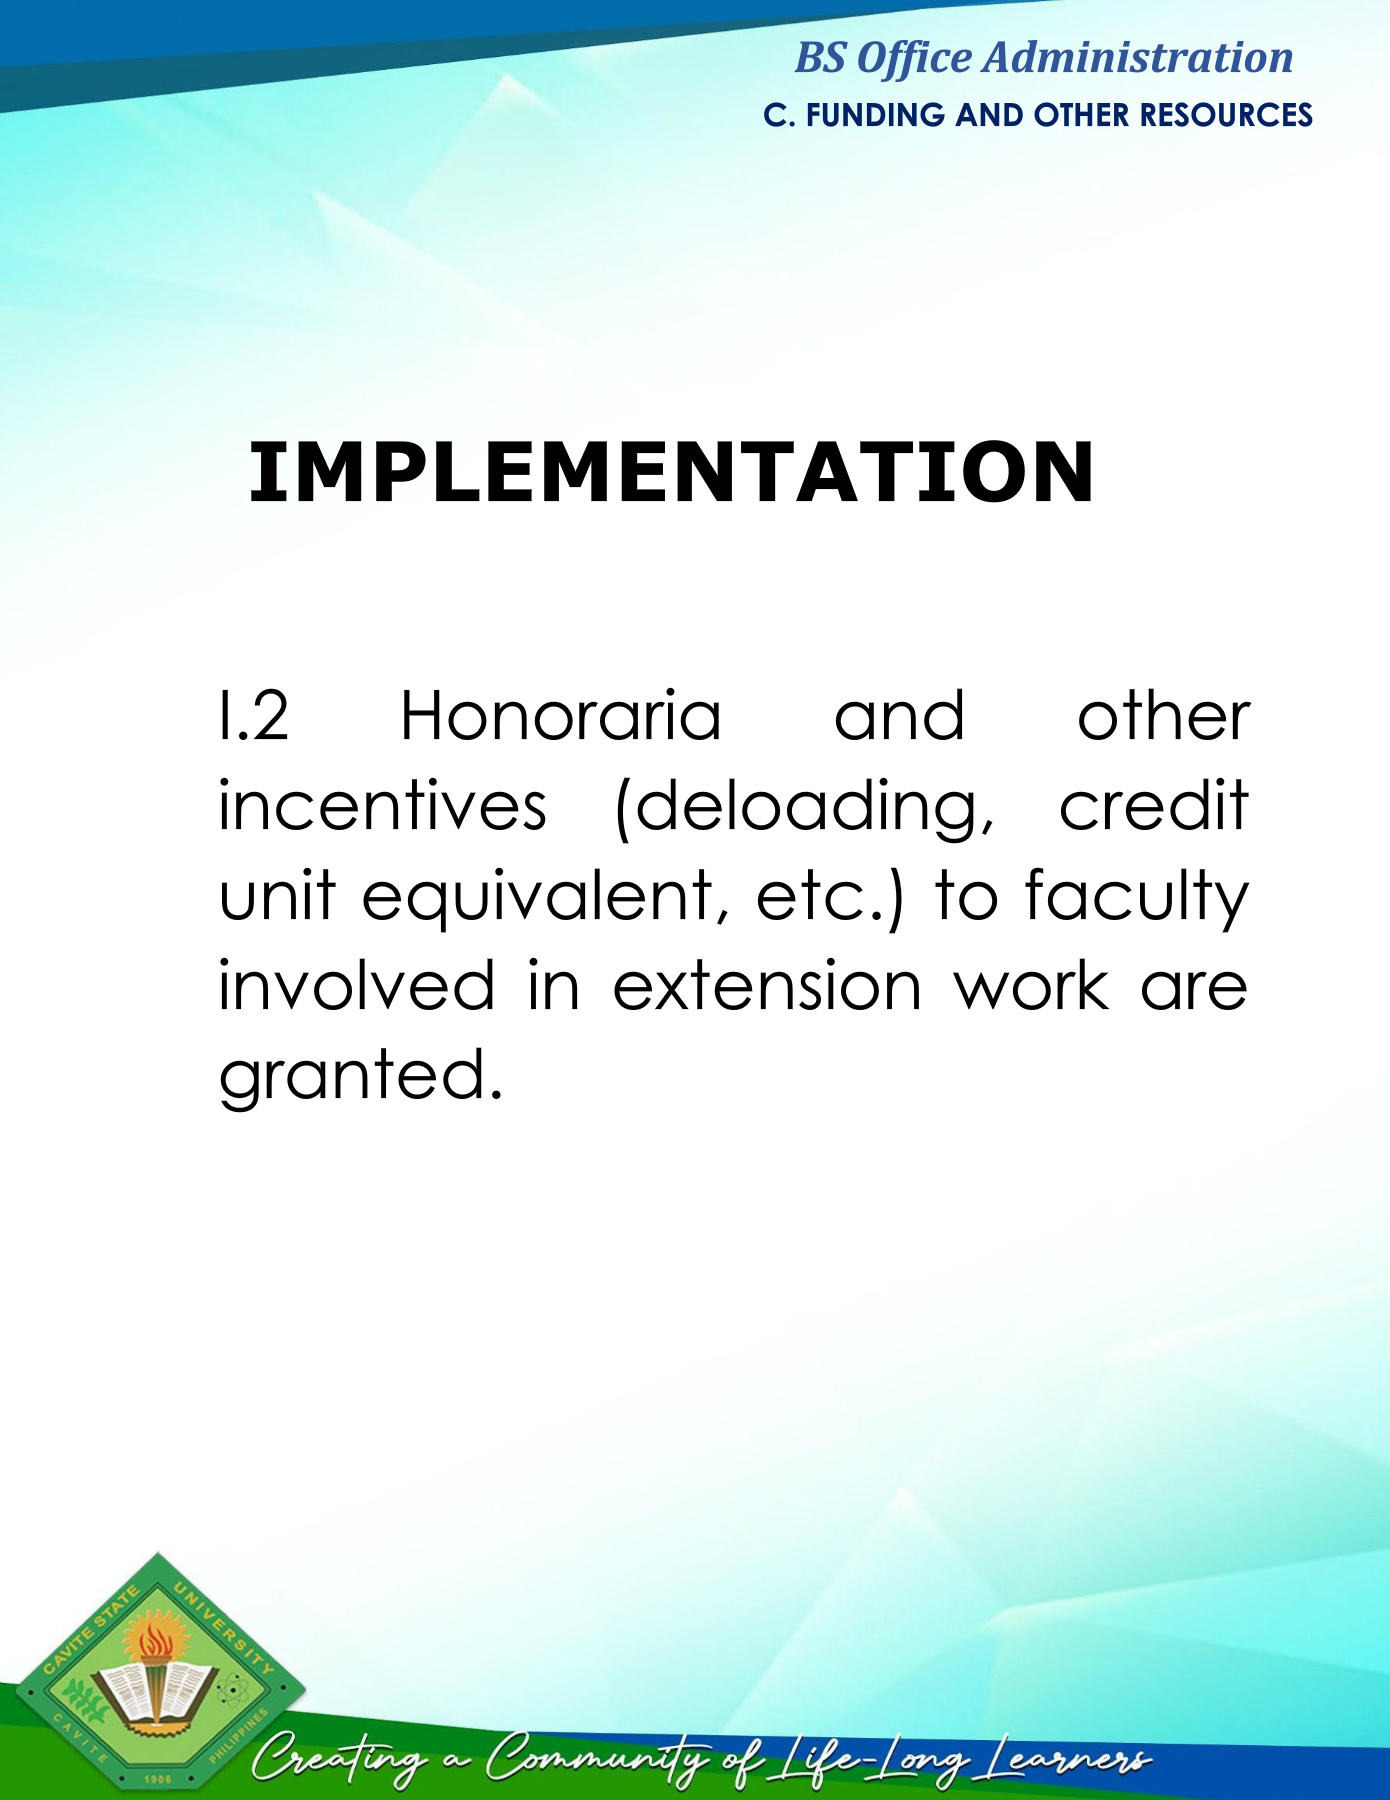 BS Office Administration
C. FUNDING AND OTHER RESOURCES
IMPLEMENTATION
I.2 Honoraria and other
incentives (deloading, credit
unit equivalent, etc.) to faculty
involved in extension work are
granted.
CAVITE STATE UNIVERSITY
CAVITE PHILIPPINES
1906
Creating a Community of Life-Long Learners